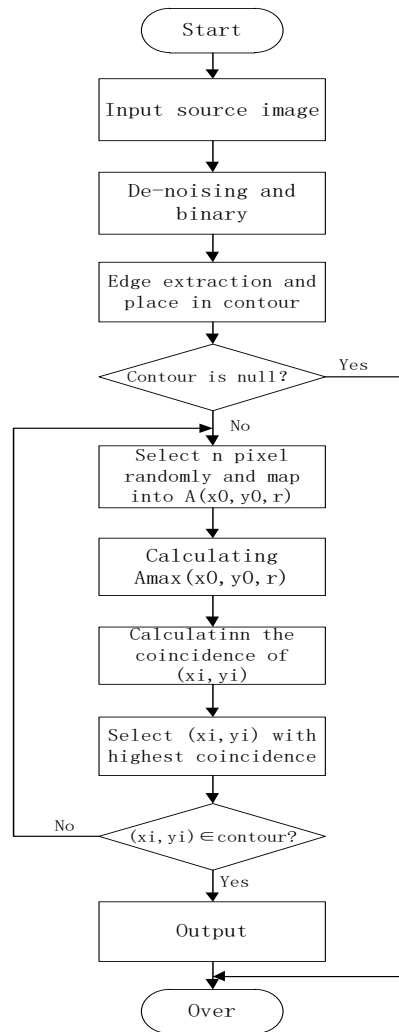 Start
Input source image
De-noising and
binary
Edge extraction and
place in contour
Contour is null?
Yes
No
Select n pixel
randomly and map
into A(x0, y0, r)
Calculating
Amax(x0, y0, r)
Calculatinn the
coincidence of
(xi, yi)
Select (xi, yi) with
highest coincidence
No
(xi, yi)∈contour?
Yes
Output
Over